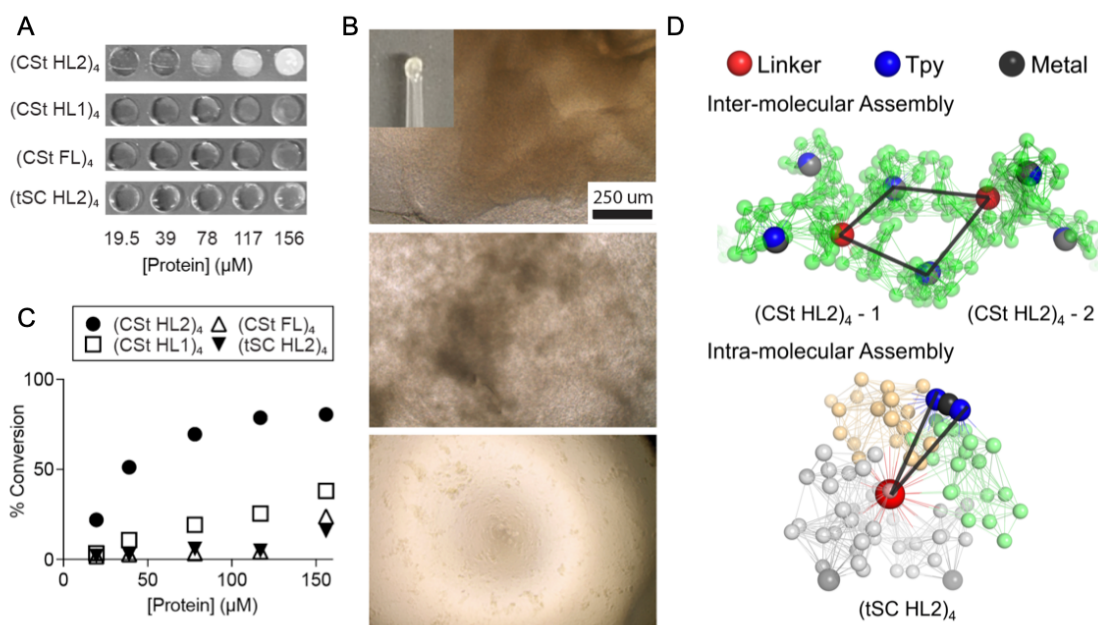 A
(CSt HL2)₄
(CSt HL1)₄
(CSt FL)₄
(tSC HL2)₄
19.5 39 78 117 156
[Protein] (µM)
B
250 um
C
(CSt HL2)₄ (CSt FL)₄
(CSt HL1)₄ (tSC HL2)₄
100
50
0
% Conversion
0 50 100 150
[Protein] (µM)
D
Linker Tpy Metal
Inter-molecular Assembly
(CSt HL2)₄ - 1 (CSt HL2)₄ - 2
Intra-molecular Assembly
(tSC HL2)₄